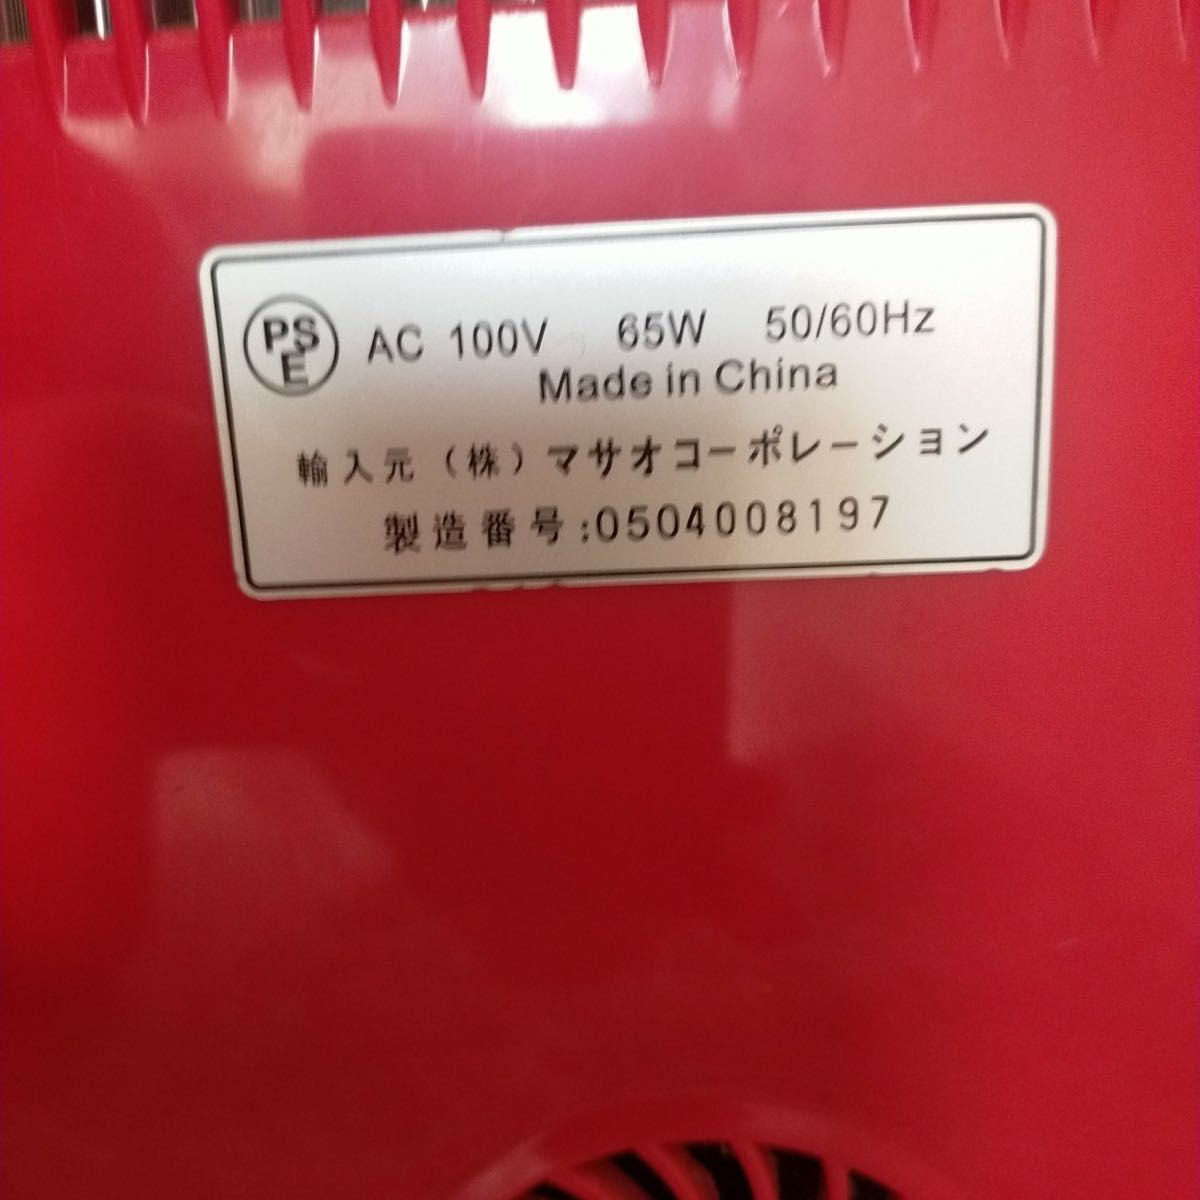 PSE AC 100V 65W 50/60Hz
Made in China
輸入元(株)マサオコーポレーション
製造番号:0504008197